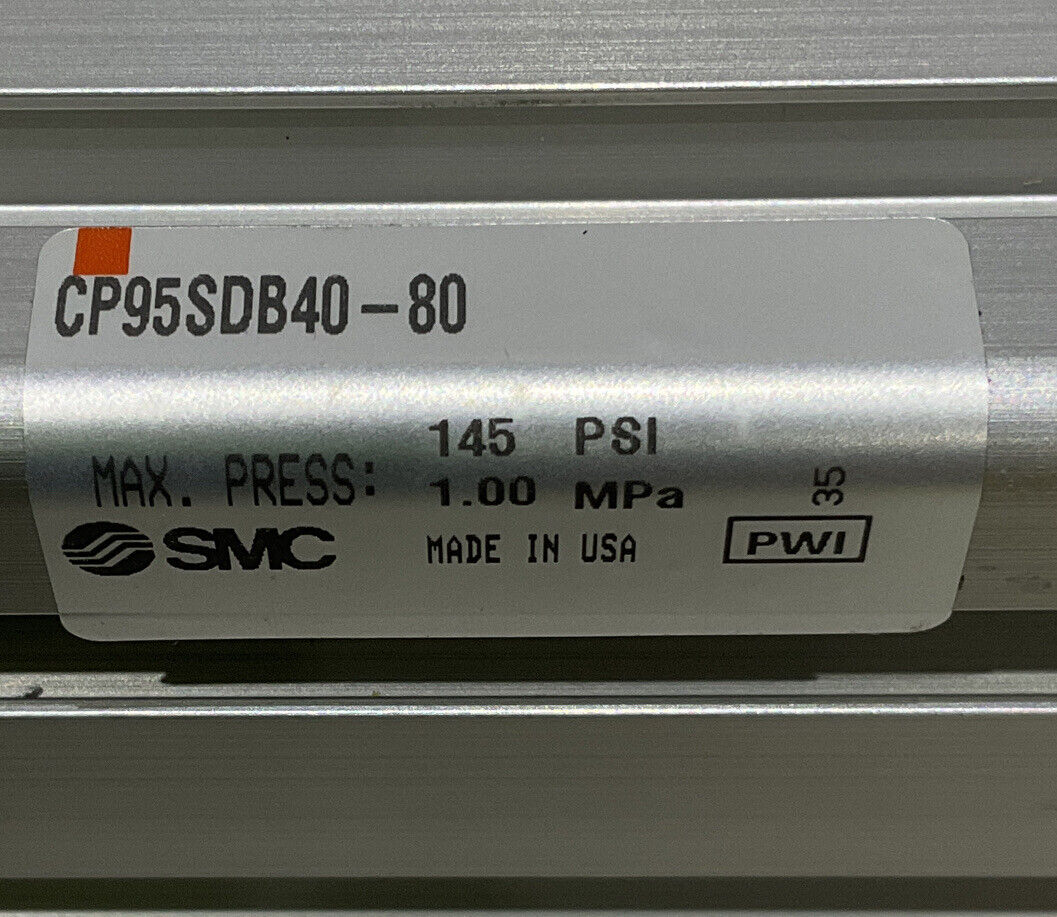 CP95SDB40-80
MAX. PRESS: 145 PSI
1.00 MPa
35
SMC MADE IN USA PWI